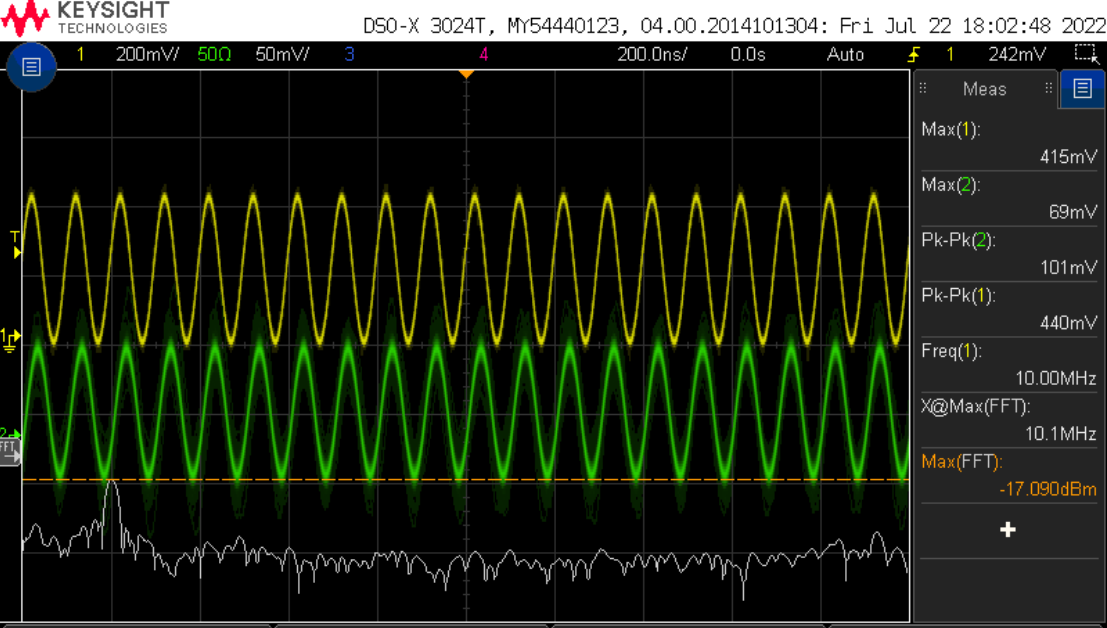 KEYSIGHT
TECHNOLOGIES
DSO-X 3024T, MY54440123, 04.00.2014101304: Fri Jul 22 18:02:48 2022
1 200mV/ 50Ω 50mV/ 3 4 200.0ns/ 0.0s Auto 1 242mV
Meas
Max(1):
415mV
Max(2):
69mV
Pk-Pk(2):
101mV
Pk-Pk(1):
440mV
Freq(1):
10.00MHz
X@Max(FFT):
10.1MHz
Max(FFT):
-17.090dBm
+
T
1
2
FFT